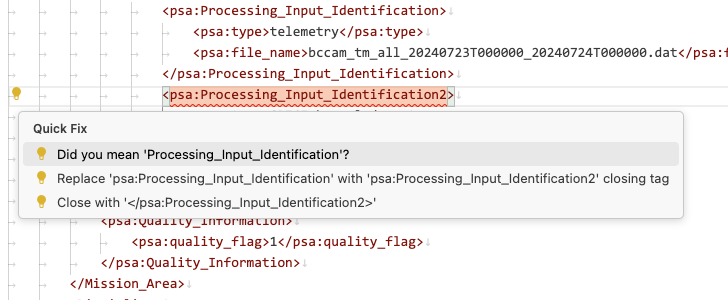 <psa:Processing_Input_Identification>
<psa:type>telemetry</psa:type>
<psa:file_name>bccam_tm_all_20240723T000000_20240724T000000.dat</psa:f
</psa:Processing_Input_Identification>
<psa:Processing_Input_Identification2>
Quick Fix
Did you mean 'Processing_Input_Identification'?
Replace 'psa:Processing_Input_Identification' with 'psa:Processing_Input_Identification2' closing tag
Close with '</psa:Processing_Input_Identification2>'
<psa:Quality_Information>
<psa:quality_flag>1</psa:quality_flag>
</psa:Quality_Information>
</Mission_Area>